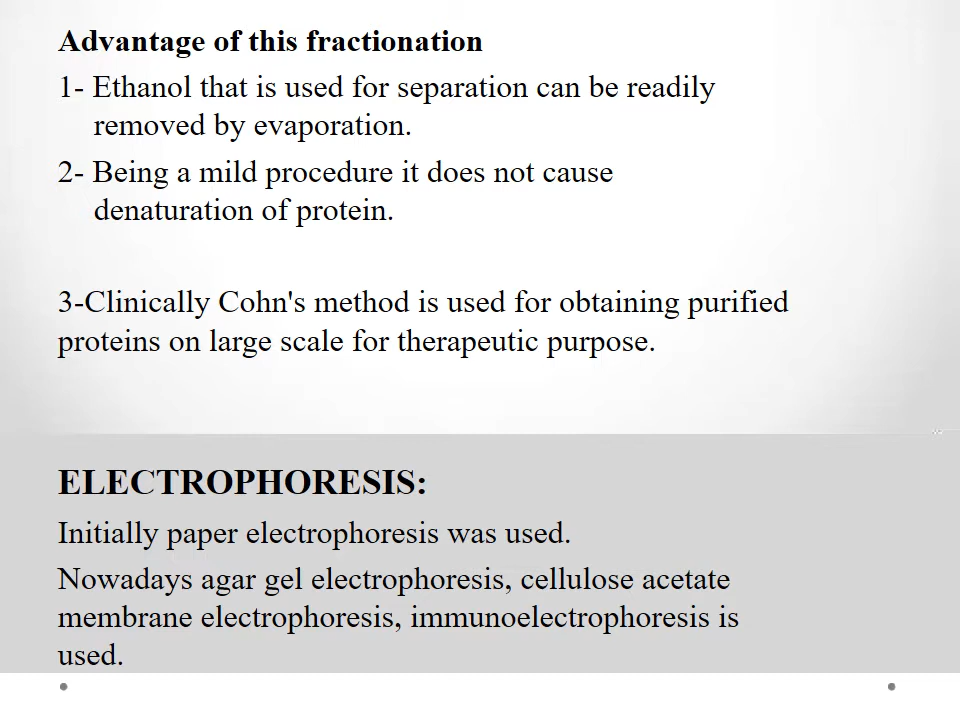 Advantage of this fractionation
1- Ethanol that is used for separation can be readily
removed by evaporation.
2- Being a mild procedure it does not cause
denaturation of protein.
3-Clinically Cohn's method is used for obtaining purified
proteins on large scale for therapeutic purpose.
ELECTROPHORESIS:
Initially paper electrophoresis was used.
Nowadays agar gel electrophoresis, cellulose acetate
membrane electrophoresis, immunoelectrophoresis is
used.